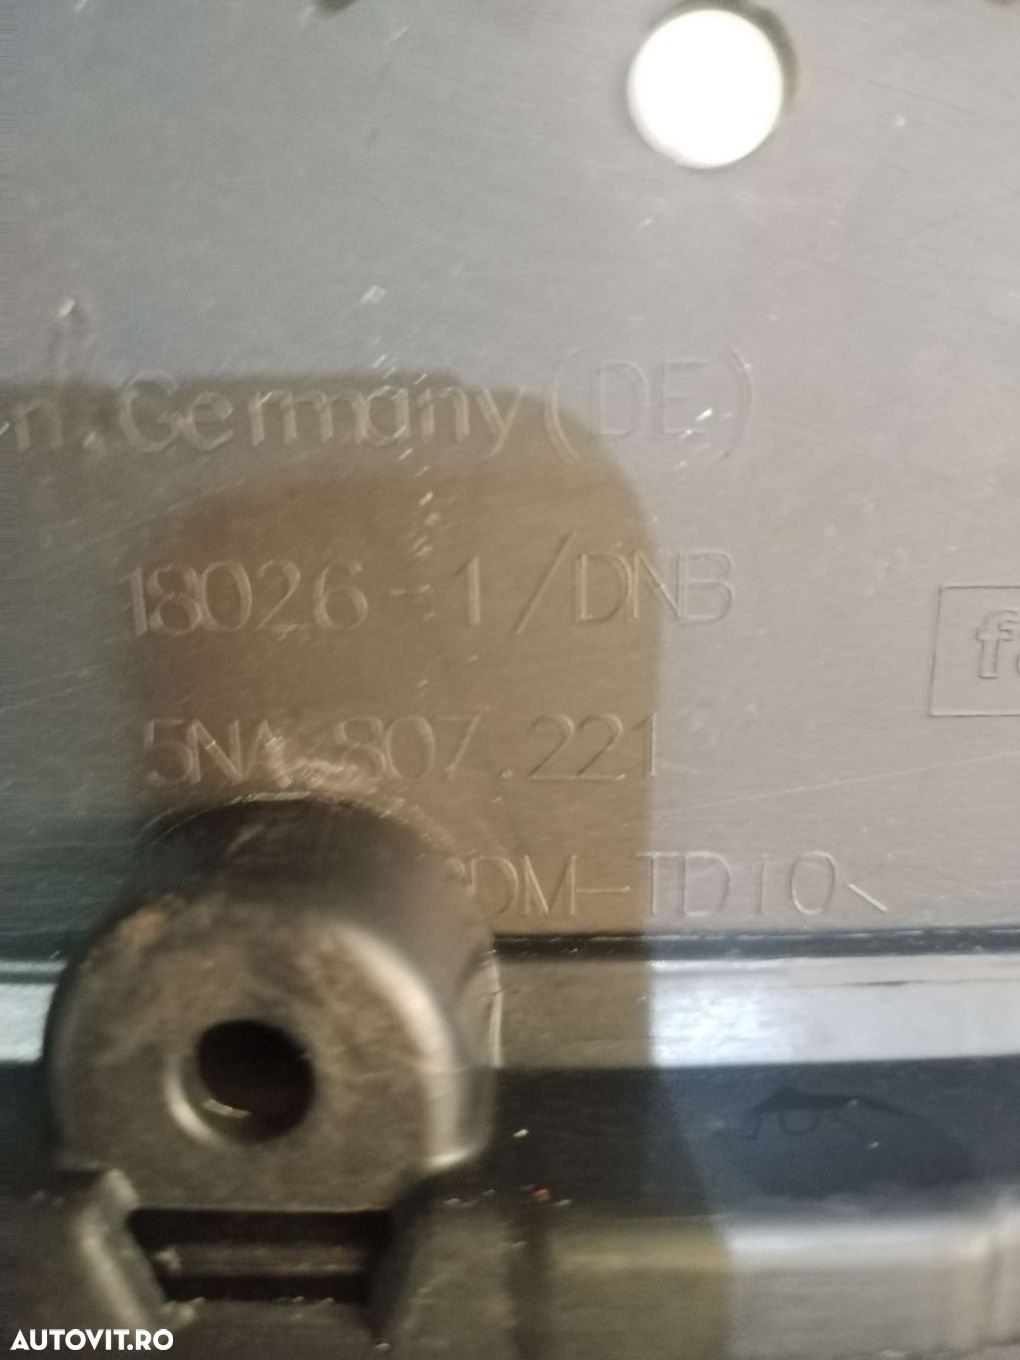 n, Germany (DE)
18026-1/DNB
5NA 807.221
DM-TD10<
AUTOVIT.RO